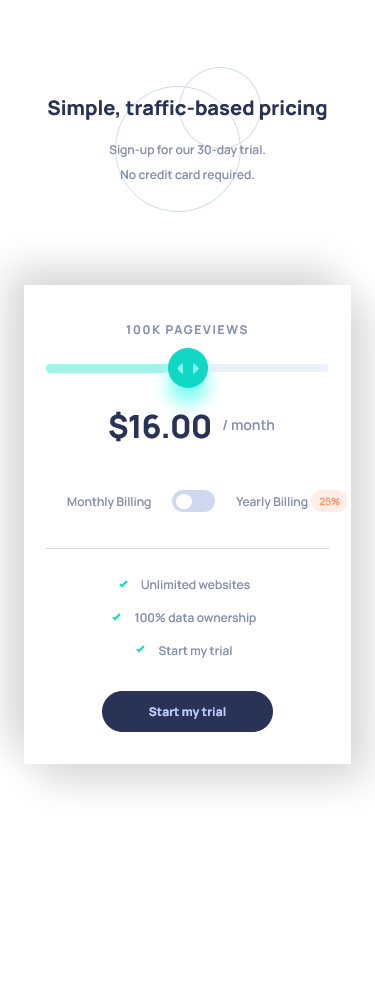 Simple, traffic-based pricing
Sign-up for our 30-day trial.
No credit card required.
100K PAGEVIEWS
$16.00 / month
Monthly Billing Yearly Billing 25%
Unlimited websites
100% data ownership
Start my trial
Start my trial